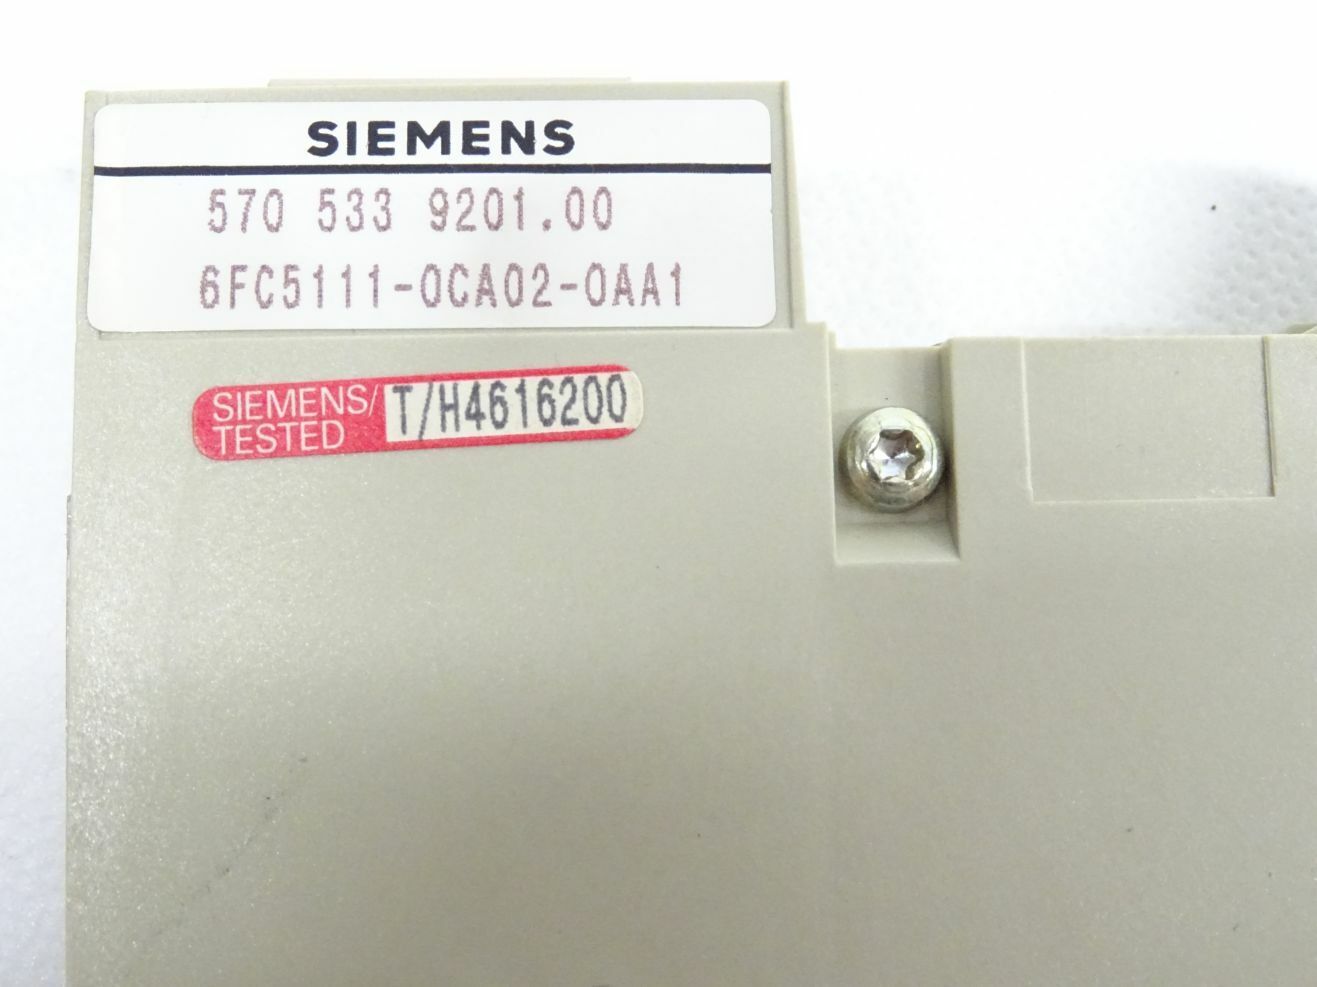 SIEMENS
570 533 9201.00
6FC5111-0CA02-0AA1
SIEMENS/ T/H4616200
TESTED